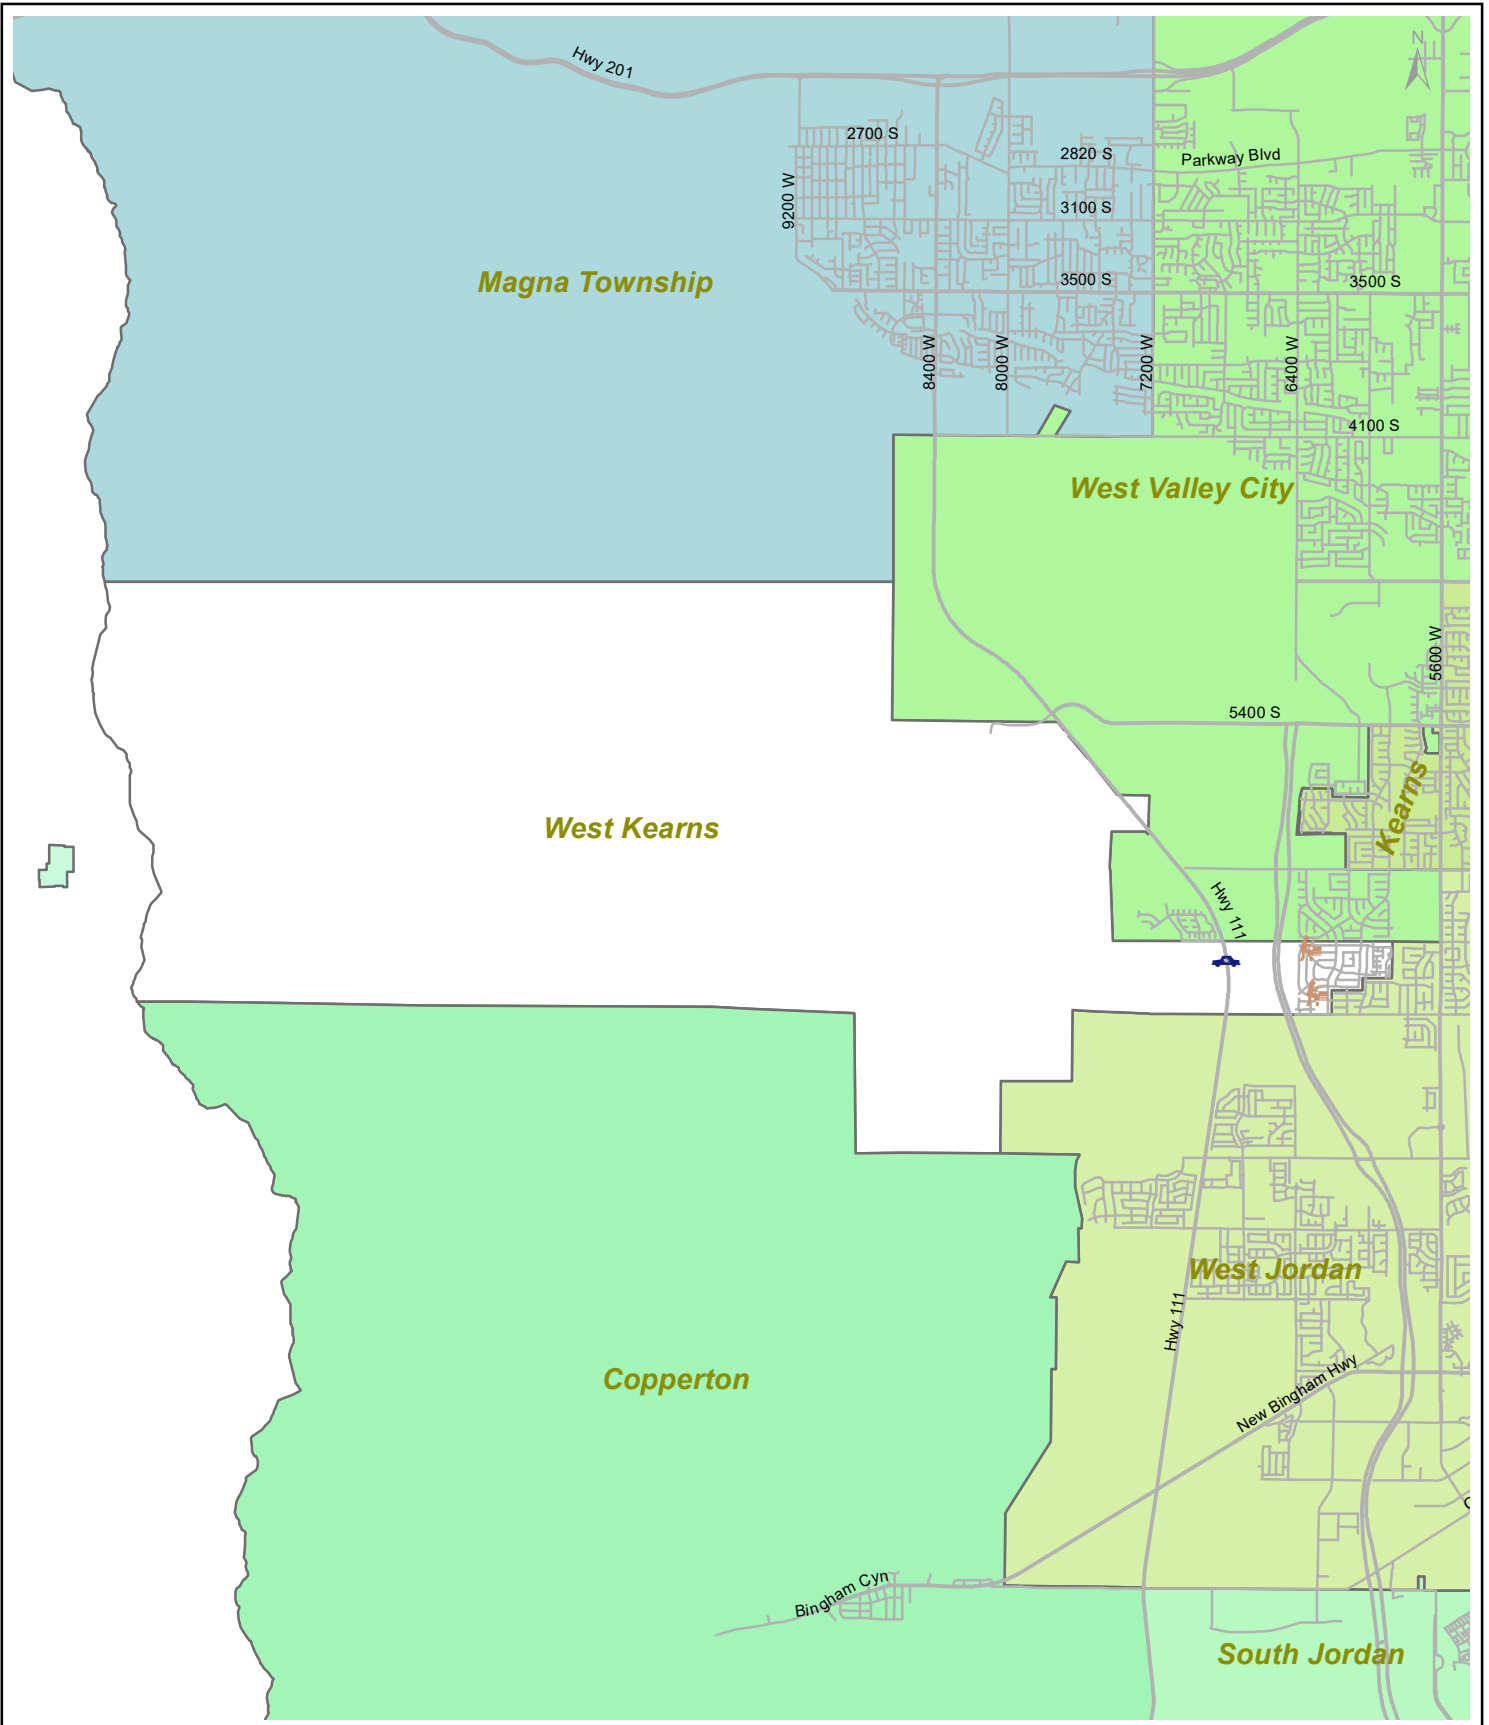 Hwy 201
N
2700 S
2820 S
Parkway Blvd
9200 W
3100 S
Magna Township
3500 S
3500 S
8400 W
8000 W
7200 W
6400 W
4100 S
West Valley City
5600 W
5400 S
Kearns
West Kearns
Hwy 111
West Jordan
Hwy 111
Copperton
New Bingham Hwy
Bingham Cyn
South Jordan